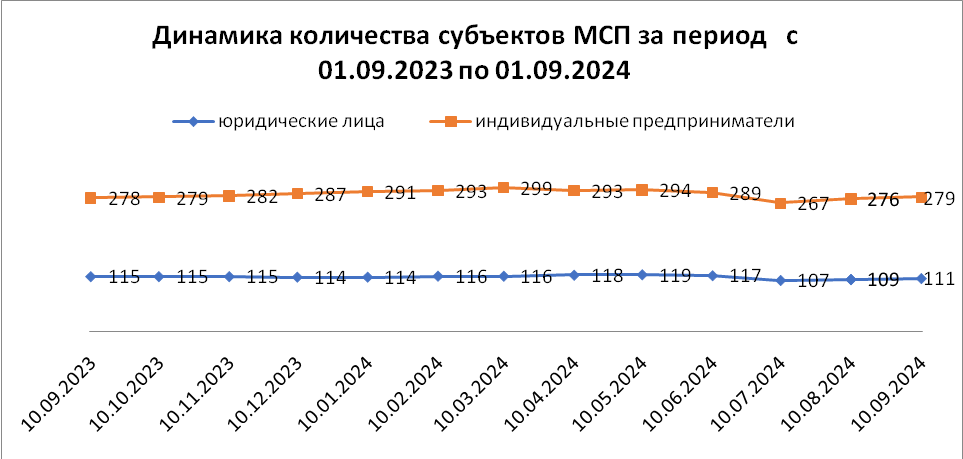 Динамика количества субъектов МСП за период с
01.09.2023 по 01.09.2024
юридические лица индивидуальные предприниматели
278 279 282 287 291 293 299 293 294 289 267 276 279
115 115 115 114 114 116 116 118 119 117 107 109 111
10.09.2023 10.10.2023 10.11.2023 10.12.2023 10.01.2024 10.02.2024 10.03.2024 10.04.2024 10.05.2024 10.06.2024 10.07.2024 10.08.2024 10.09.2024